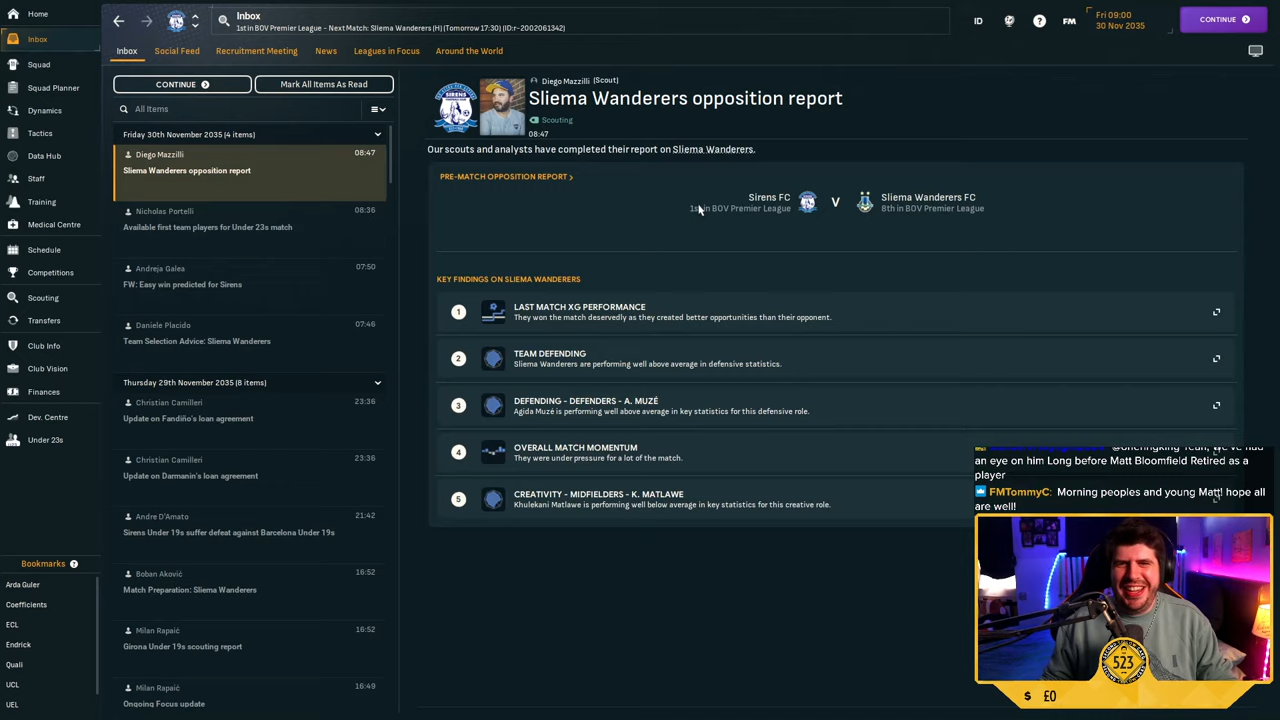 Home
Inbox
Squad
Squad Planner
Dynamics
Tactics
Data Hub
Staff
Training
Medical Centre
Schedule
Competitions
Scouting
Transfers
Club Info
Club Vision
Finances
Dev. Centre
Under 23s
Bookmarks
Arda Guler
Coefficients
ECL
Endrick
Quali
UCL
UEL
Inbox
1st in BOV Premier League - Next Match: Sliema Wanderers (H) (Tomorrow 17:30) (ID:r-2002061342)
ID
FM
Fri 09:00
30 Nov 2035
CONTINUE
Inbox
Social Feed
Recruitment Meeting
News
Leagues in Focus
Around the World
CONTINUE
Mark All Items As Read
All Items
Friday 30th November 2035 (4 items)
Diego Mazzilli 08:47
Sliema Wanderers opposition report
Nicholas Portelli 08:36
Available first team players for Under 23s match
Andreja Galea 07:50
FW: Easy win predicted for Sirens
Daniele Placido 07:46
Team Selection Advice: Sliema Wanderers
Thursday 29th November 2035 (8 items)
Christian Camilleri 23:36
Update on Fandiño's loan agreement
Christian Camilleri 23:36
Update on Darmanin's loan agreement
Andre D'Amato 21:42
Sirens Under 19s suffer defeat against Barcelona Under 19s
Boban Aković 16:52
Match Preparation: Sliema Wanderers
Milan Rapaić 16:52
Girona Under 19s scouting report
Milan Rapaić 16:49
Ongoing Focus update
SIRENS
Diego Mazzilli (Scout)
Sliema Wanderers opposition report
Scouting
08:47
Our scouts and analysts have completed their report on Sliema Wanderers.
PRE-MATCH OPPOSITION REPORT >
Sirens FC V Sliema Wanderers FC
1st in BOV Premier League 8th in BOV Premier League
KEY FINDINGS ON SLIEMA WANDERERS
1 LAST MATCH XG PERFORMANCE
They won the match deservedly as they created better opportunities than their opponent.
2 TEAM DEFENDING
Sliema Wanderers are performing well above average in defensive statistics.
3 DEFENDING - DEFENDERS - A. MUZÉ
Agida Muzé is performing well above average in key statistics for this defensive role.
4 OVERALL MATCH MOMENTUM
They were under pressure for a lot of the match.
5 CREATIVITY - MIDFIELDERS - K. MATLAWE
Khulekani Matlawe is performing well below average in key statistics for this creative role.
an eye on him Long before Matt Bloomfield Retired as a
player
FMTommyC: Morning peoples and young Matt! hope all
are well!
523
$ £0